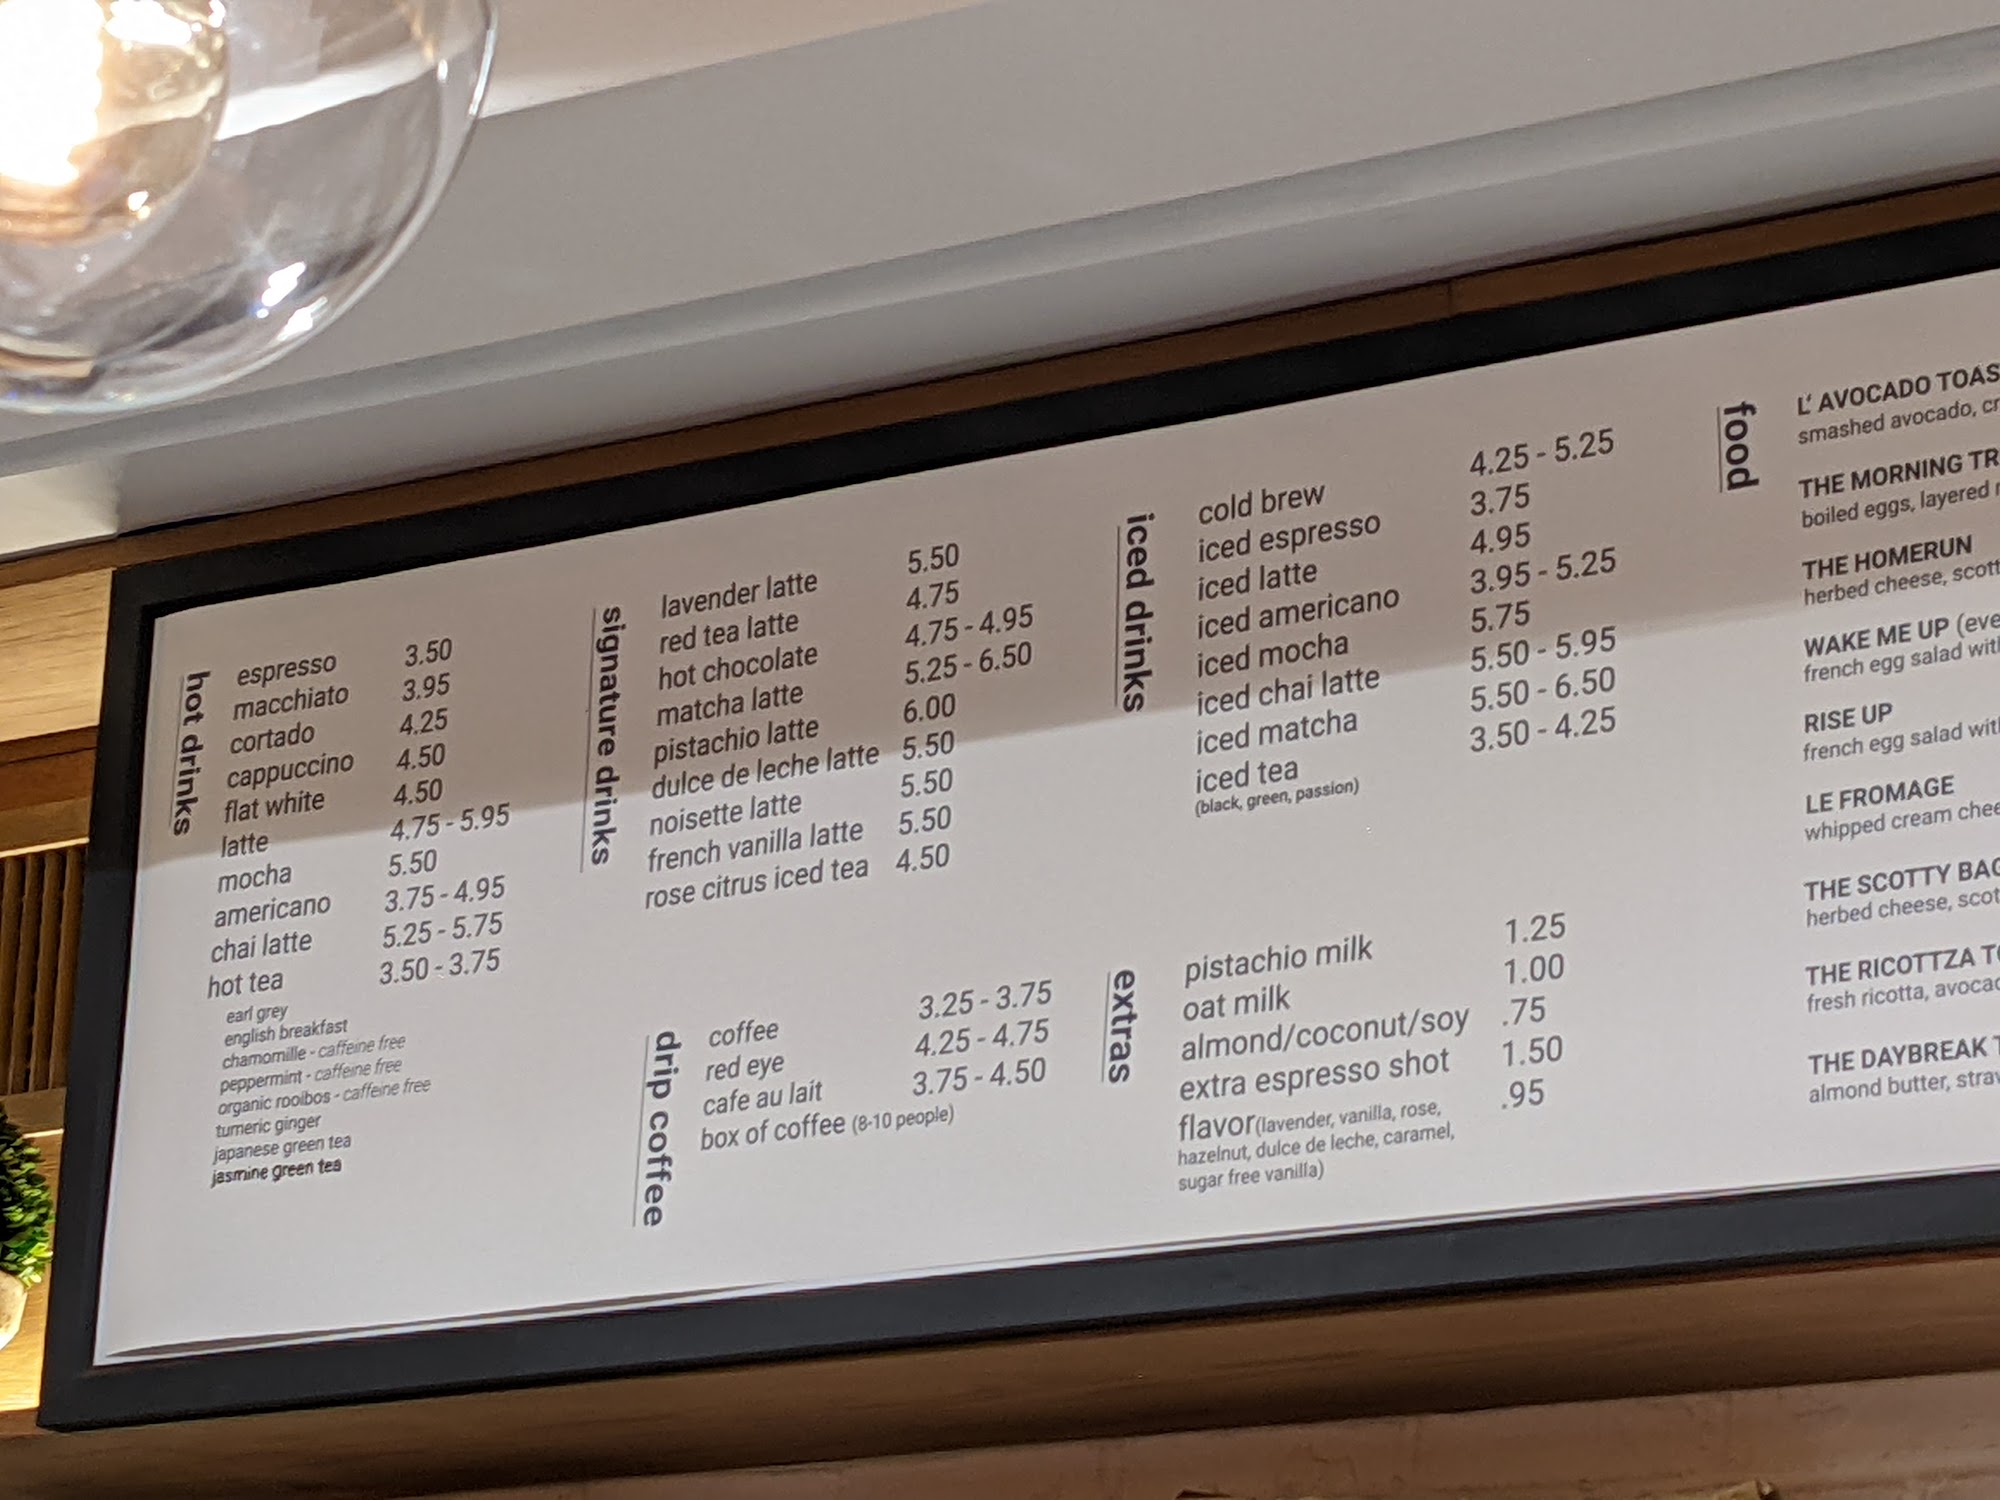 hot drinks
espresso 3.50
macchiato 3.95
cortado 4.25
cappuccino 4.50
flat white 4.50
latte 4.75 - 5.95
mocha 5.50
americano 3.75 - 4.95
chai latte 5.25 - 5.75
hot tea 3.50 - 3.75
earl grey
english breakfast
chamomille - caffeine free
peppermint - caffeine free
organic rooibos - caffeine free
tumeric ginger
japanese green tea
jasmine green tea
signature drinks
lavender latte 5.50
red tea latte 4.75
hot chocolate 4.75 - 4.95
matcha latte 5.25 - 6.50
pistachio latte 6.00
dulce de leche latte 5.50
noisette latte 5.50
french vanilla latte 5.50
rose citrus iced tea 4.50
drip coffee
coffee 3.25 - 3.75
red eye 4.25 - 4.75
cafe au lait 3.75 - 4.50
box of coffee (8-10 people)
iced drinks
cold brew 4.25 - 5.25
iced espresso 3.75
iced latte 4.95
iced americano 3.95 - 5.25
iced mocha 5.75
iced chai latte 5.50 - 5.95
iced matcha 5.50 - 6.50
iced tea 3.50 - 4.25
(black, green, passion)
extras
pistachio milk 1.25
oat milk 1.00
almond/coconut/soy .75
extra espresso shot 1.50
flavor(lavender, vanilla, rose, .95
hazelnut, dulce de leche, caramel,
sugar free vanilla)
food
L' AVOCADO TOAS
smashed avocado, cr
THE MORNING TR
boiled eggs, layered
THE HOMERUN
herbed cheese, scott
WAKE ME UP (eve
french egg salad wit
RISE UP
french egg salad wit
LE FROMAGE
whipped cream chee
THE SCOTTY BAG
herbed cheese, scot
THE RICOTTZA T
fresh ricotta, avoca
THE DAYBREAK T
almond butter, straw